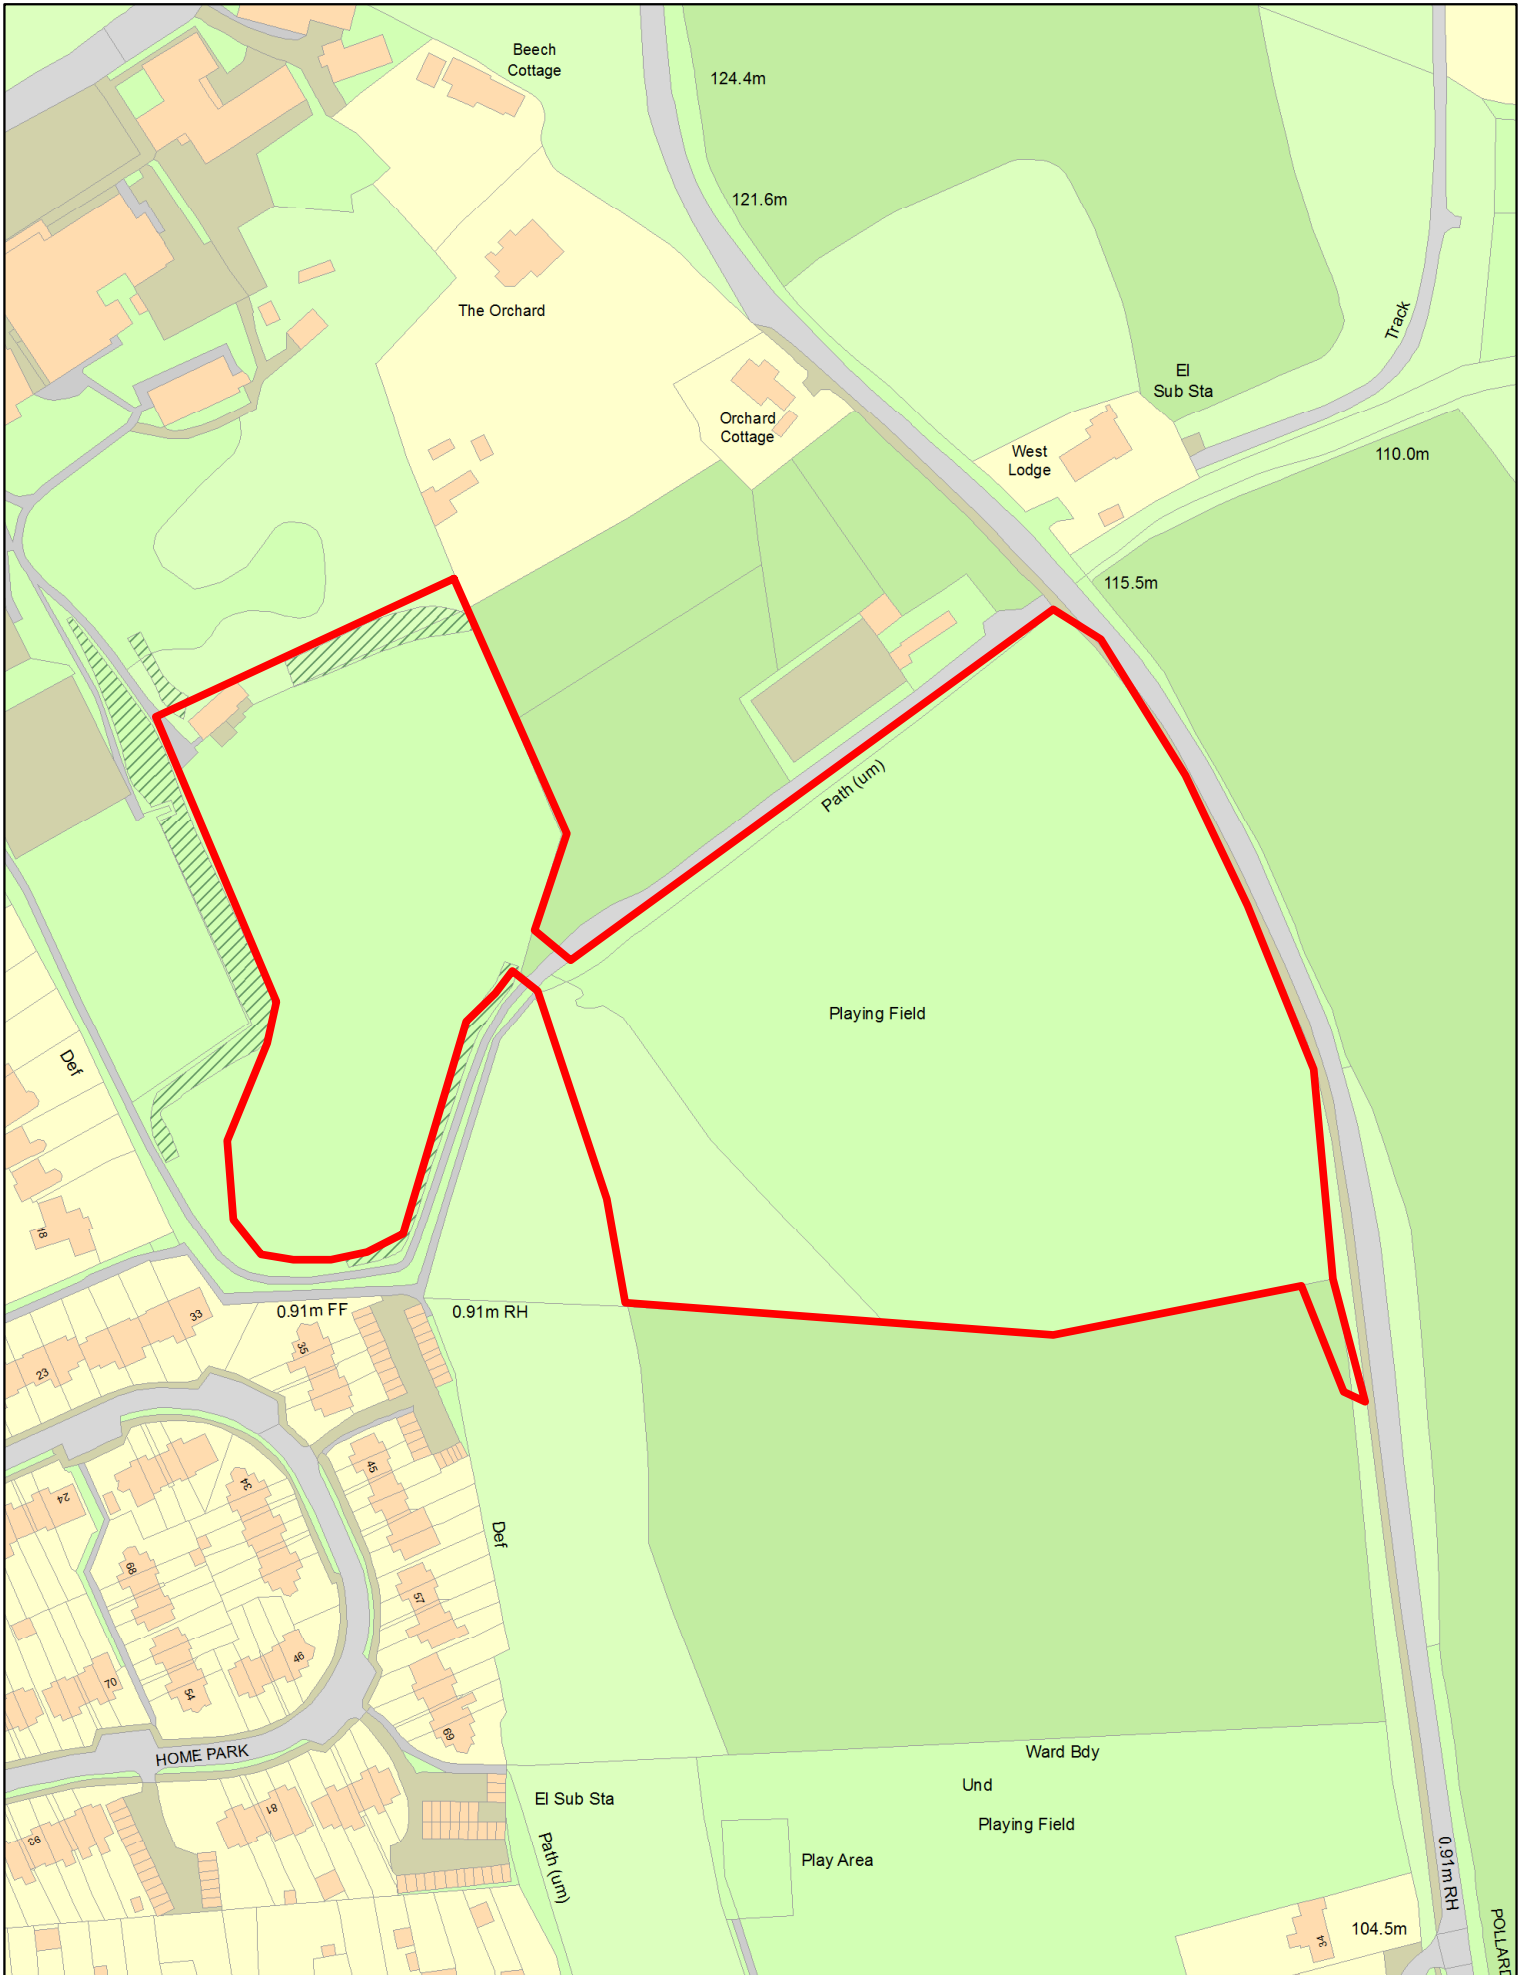 Beech
Cottage
124.4m
121.6m
The Orchard
Track
El
Sub Sta
Orchard
Cottage
West
Lodge
110.0m
115.5m
Path (um)
Playing Field
Def
18
33
0.91m FF
0.91m RH
35
23
45
34
24
Def
68
57
46
70
54
69
HOME PARK
Ward Bdy
Und
El Sub Sta
81
Playing Field
93
Path (um)
Play Area
0.91m RH
34
104.5m
POLLARD